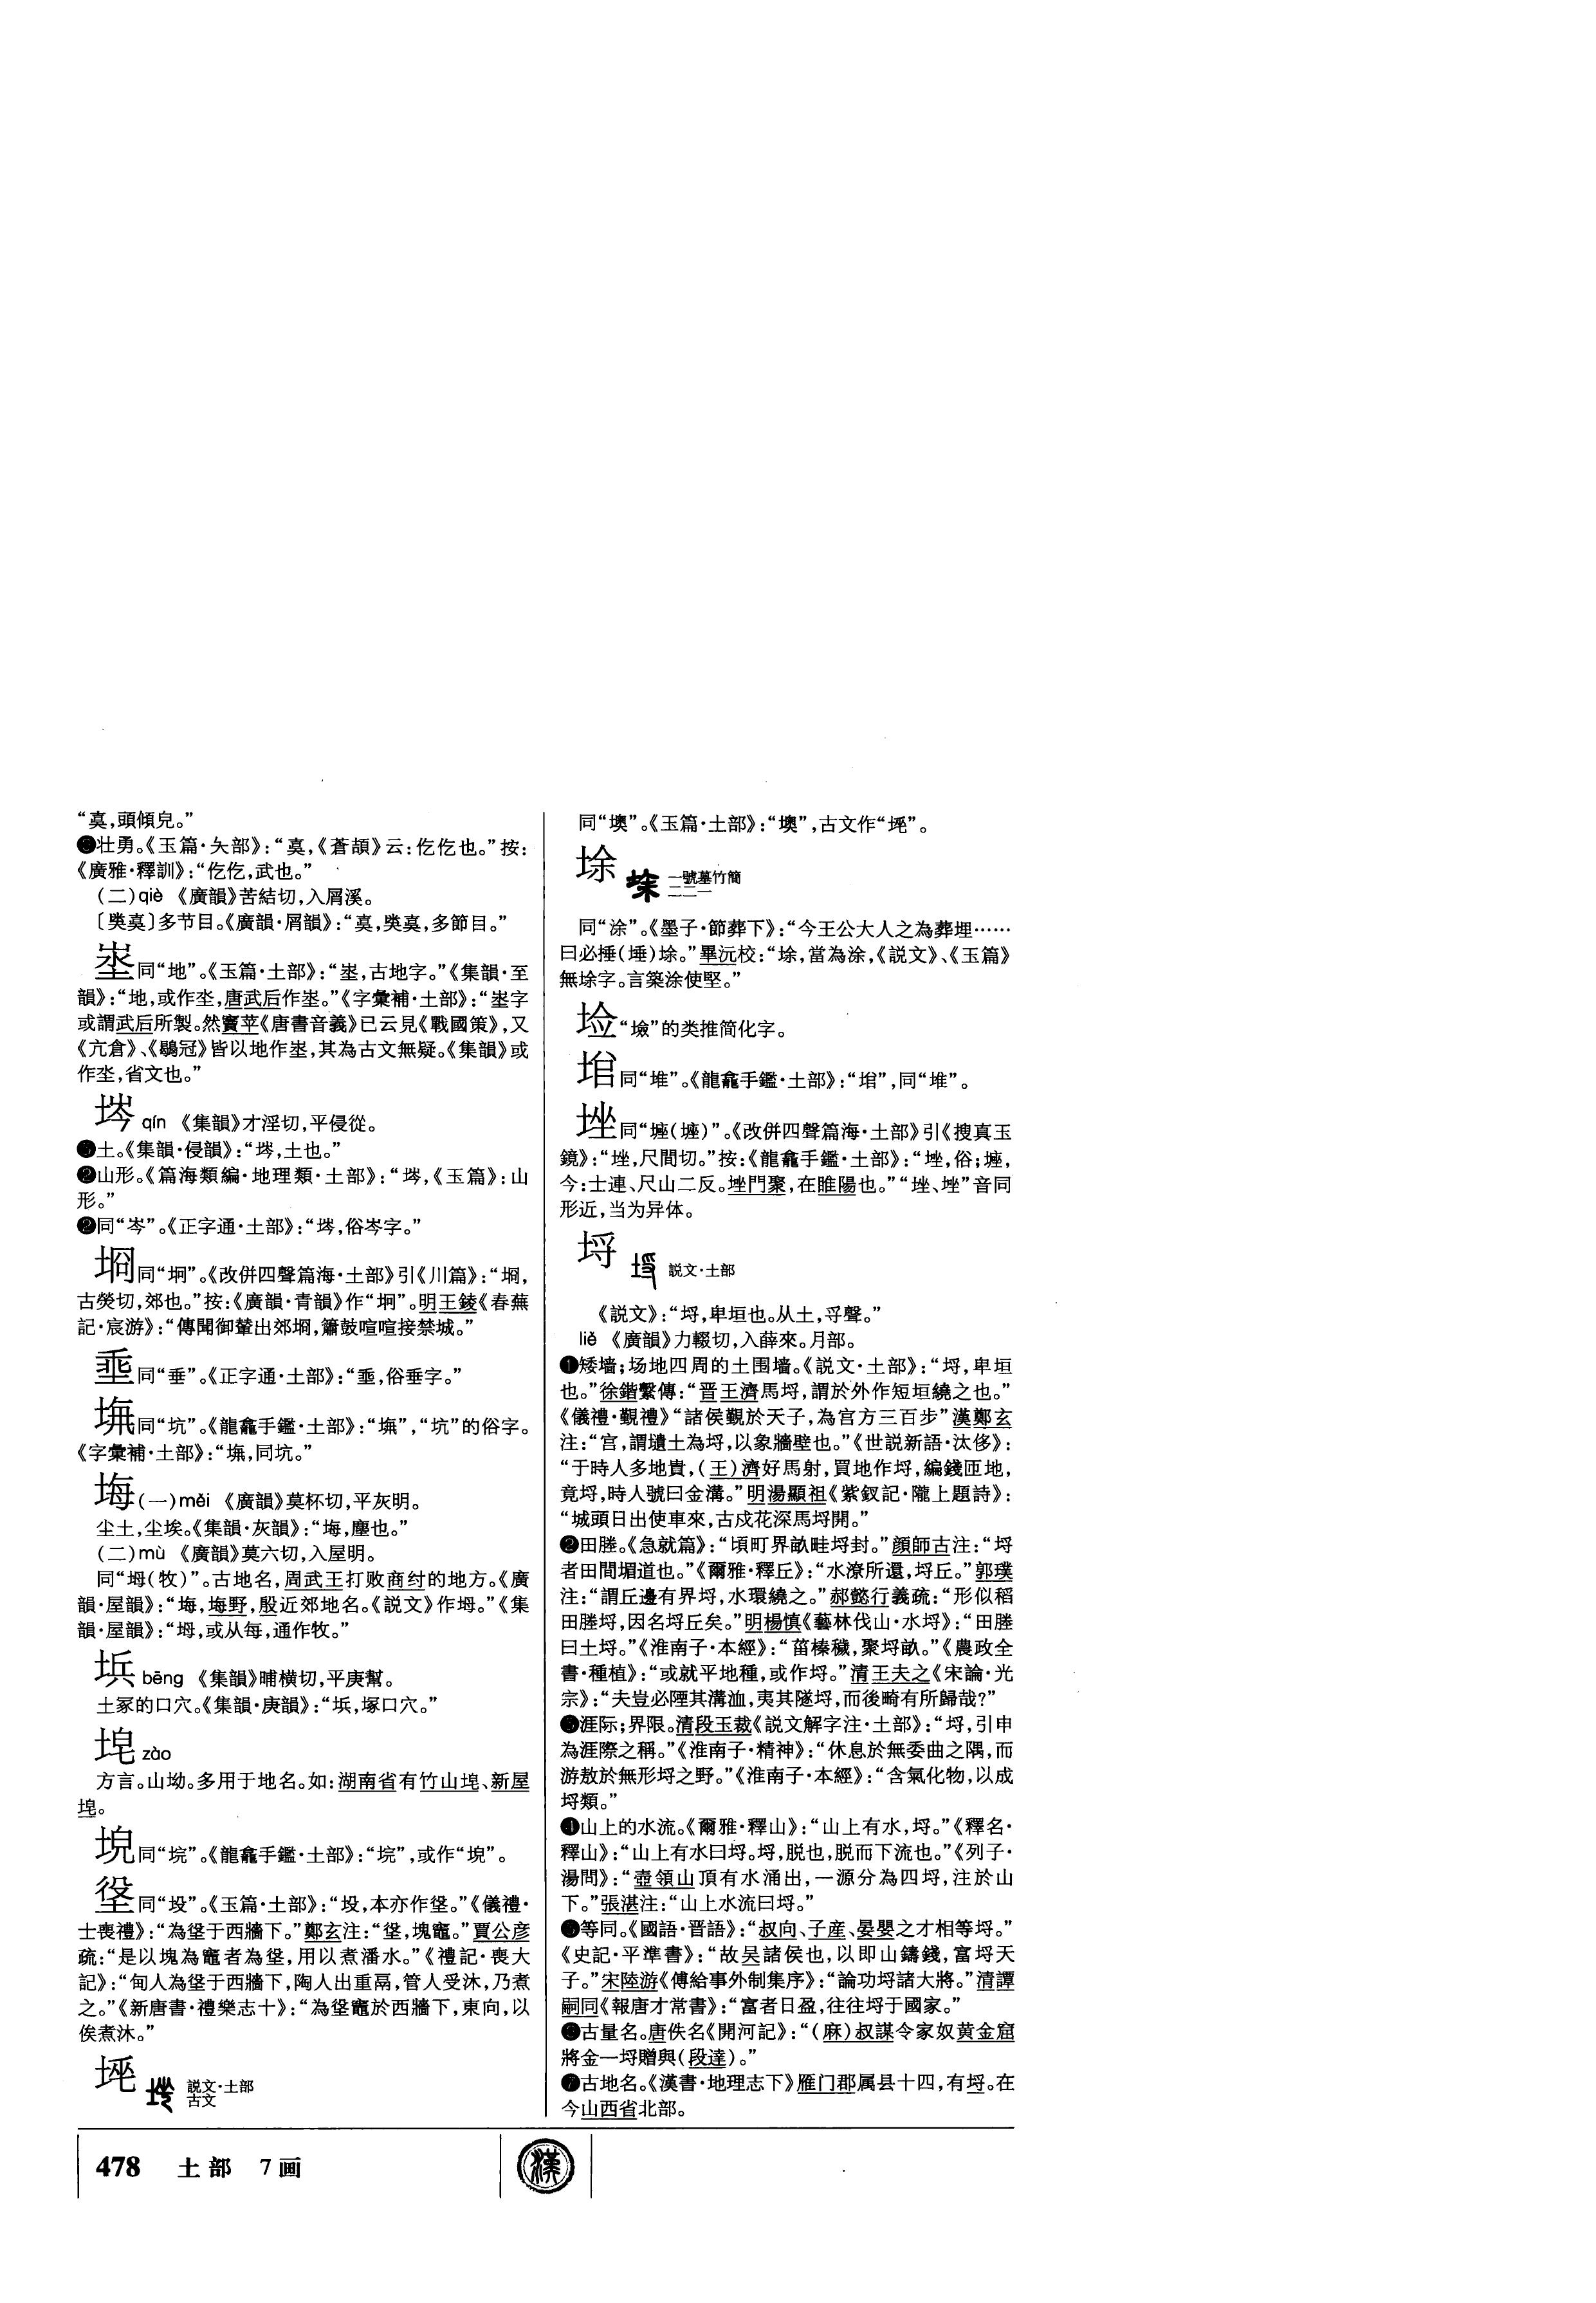 “奊,頭傾皃。”
❸壮勇。《玉篇·夨部》:“奊,《蒼頡》云:仡仡也。”按:
《廣雅·釋訓》:“仡仡,武也。”
(二)qiè 《廣韻》苦結切,入屑溪。
〔奊〕多节目。《廣韻·屑韻》:“奊,奊,多節目。”
埊同“地”。《玉篇·土部》:“埊,古地字。”《集韻·至
韻》:“地,或作坔,唐武后作埊。”《字彙補·土部》:“埊字
或謂武后所製。然竇苹《唐書音義》已云見《戰國策》,又
《亢倉》、《鶡冠》皆以地作埊,其為古文無疑。《集韻》或
作坔,省文也。”
埁 qín 《集韻》才淫切,平侵從。
❶土。《集韻·侵韻》:“埁,土也。”
❷山形。《篇海類編·地理類·土部》:“埁,《玉篇》:山
形。”
❷同“岑”。《正字通·土部》:“埁,俗岑字。”
同“坰”。《改併四聲篇海·土部》引《川篇》:“,
古熒切,郊也。”按:《廣韻·青韻》作“坰”。明王錂《春蕪
記·宸游》:“傳聞御輦出郊,簫鼓喧喧接禁城。”
埀同“垂”。《正字通·土部》:“埀,俗垂字。”
同“坑”。《龍龕手鑑·土部》:“”,“坑”的俗字。
《字彙補·土部》:“,同坑。”
塰(一)měi 《廣韻》莫杯切,平灰明。
尘土,尘埃。《集韻·灰韻》:“,塵也。”
(二)mù 《廣韻》莫六切,入屋明。
同“坶(牧)”。古地名,周武王打败商纣的地方。《廣
韻·屋韻》:“,野,殷近郊地名。《説文》作坶。”《集
韻·屋韻》:“坶,或从每,通作牧。”
垪 bēng 《集韻》晡横切,平庚幫。
土冢的口穴。《集韻·庚韻》:“,塚口穴。”
唣 zào
方言。山坳。多用于地名。如:湖南省有竹山、新屋
。
同“垸”。《龍龕手鑑·土部》:“垸”,或作“”。
垼同“坄”。《玉篇·土部》:“坄,本亦作垼。”《儀禮·
士喪禮》:“為垼于西牆下。”鄭玄注:“垼,塊竈。”賈公彦
疏:“是以塊為竈者為垼,用以煮潘水。”《禮記·喪大
記》:“甸人為垼于西牆下,陶人出重鬲,管人受沐,乃煮
之。”《新唐書·禮樂志十》:“為垼竈於西牆下,東向,以
俟煮沐。”
説文·土部
古文
同“墺”。《玉篇·土部》:“墺”,古文作“”。
埣 一號墓竹簡
二二一
同“涂”。《墨子·節葬下》:“今王公大人之為葬埋……
曰必捶(埵)。”畢沅校:“,當為涂,《説文》、《玉篇》
無字。言築涂使堅。”
“”的类推简化字。
同“堆”。《龍龕手鑑·土部》:“”,同“堆”。
同“㙻(㙻)”。《改併四聲篇海·土部》引《搜真玉
鏡》:“,尺間切。”按:《龍龕手鑑·土部》:“,俗;,
今:士連、尺山二反。門聚,在睢陽也。”“、”音同
形近,当为异体。
埒 説文·土部
《説文》:“埒,卑垣也。从土,寽聲。”
liè 《廣韻》力輟切,入薛來。月部。
❶矮墙;场地四周的土围墙。《説文·土部》:“埒,卑垣
也。”徐鍇繫傳:“晋王濟馬埒,謂於外作短垣繞之也。”
《儀禮·覲禮》“諸侯覲於天子,為宫方三百步”漢鄭玄
注:“宫,謂壝土為埒,以象牆壁也。”《世説新語·汰侈》:
“于時人多地貴,(王)濟好馬射,買地作埒,編錢匝地,
竟埒,時人號曰金溝。”明湯顯祖《紫釵記·隴上題詩》:
“城頭日出使車來,古戍花深馬埒開。”
❷田塍。《急就篇》:“頃町界畝畦埒封。”顔師古注:“埒
者田間堳道也。”《爾雅·釋丘》:“水潦所還,埒丘。”郭璞
注:“謂丘邊有界埒,水環繞之。”郝懿行義疏:“形似稻
田塍埒,因名埒丘矣。”明楊慎《藝林伐山·水埒》:“田塍
曰土埒。”《淮南子·本經》:“菑榛穢,聚埒畝。”《農政全
書·種植》:“或就平地種,或作埒。”清王夫之《宋論·光
宗》:“夫豈必陻其溝洫,夷其隧埒,而後畸有所歸哉?”
❸涯际;界限。清段玉裁《説文解字注·土部》:“埒,引申
為涯際之稱。”《淮南子·精神》:“休息於無委曲之隅,而
游敖於無形埒之野。”《淮南子·本經》:“含氣化物,以成
埒類。”
❹山上的水流。《爾雅·釋山》:“山上有水,埒。”《釋名·
釋山》:“山上有水曰埒。埒,脱也,脱而下流也。”《列子·
湯問》:“壺領山頂有水涌出,一源分為四埒,注於山
下。”張湛注:“山上水流曰埒。”
❺等同。《國語·晋語》:“叔向、子産、晏嬰之才相等埒。”
《史記·平準書》:“故吴諸侯也,以即山鑄錢,富埒天
子。”宋陸游《傅給事外制集序》:“論功埒諸大將。”清譚
嗣同《報唐才常書》:“富者日盈,往往埒于國家。”
❻古量名。唐佚名《開河記》:“(麻)叔謀令家奴黄金窟
將金一埒贈與(段達)。”
❼古地名。《漢書·地理志下》雁门郡属县十四,有埒。在
今山西省北部。
478 土部 7画
漢